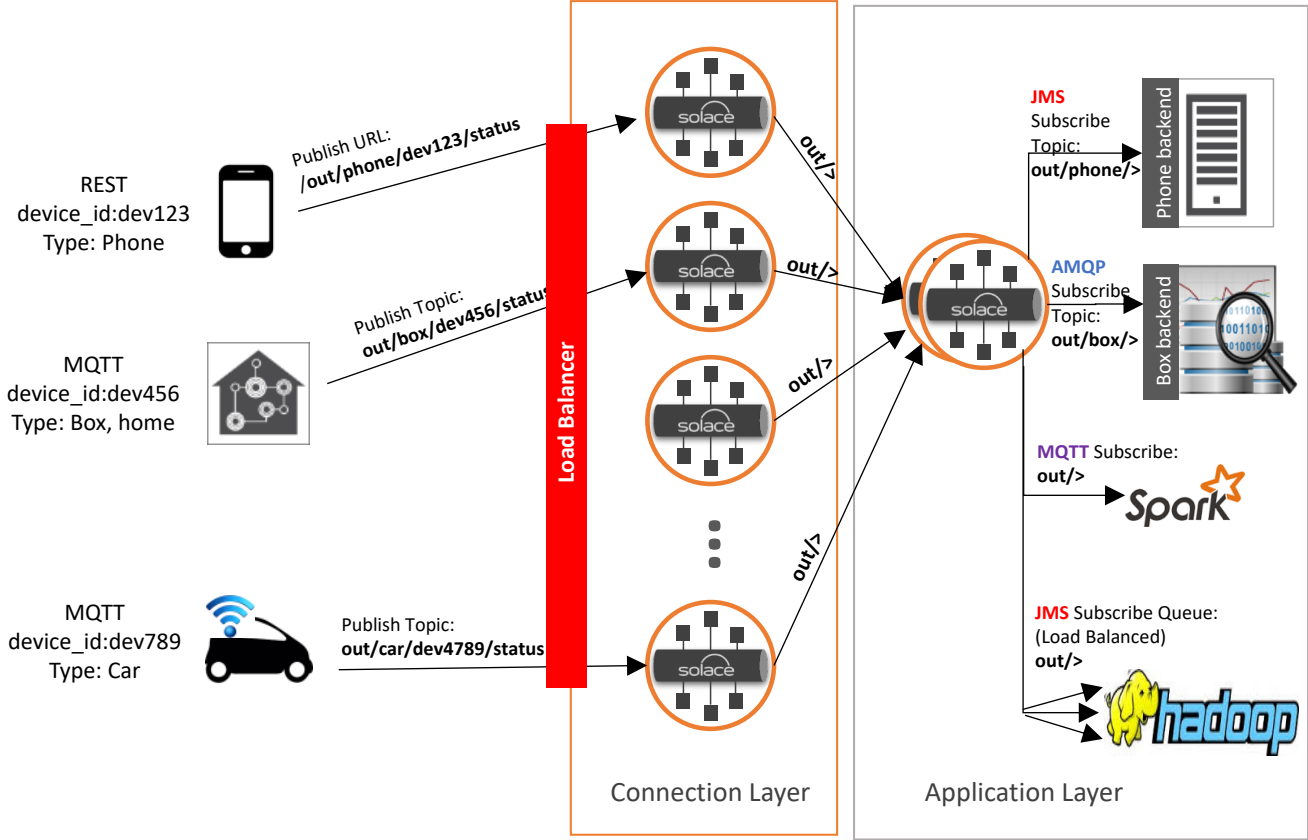 REST
device_id:dev123
Type: Phone
Publish URL:
/out/phone/dev123/status
MQTT
device_id:dev456
Type: Box, home
Publish Topic:
out/box/dev456/status
MQTT
device_id:dev789
Type: Car
Publish Topic:
out/car/dev4789/status
Load Balancer
solace
solace
solace
solace
out/>
out/>
out/>
out/>
Connection Layer
solace
JMS
Subscribe
Topic:
out/phone/>
Phone backend
AMQP
Subscribe
Topic:
out/box/>
Box backend
10110100
10011010
00100100
MQTT Subscribe:
out/>
Spark
JMS Subscribe Queue:
(Load Balanced)
out/>
hadoop
Application Layer